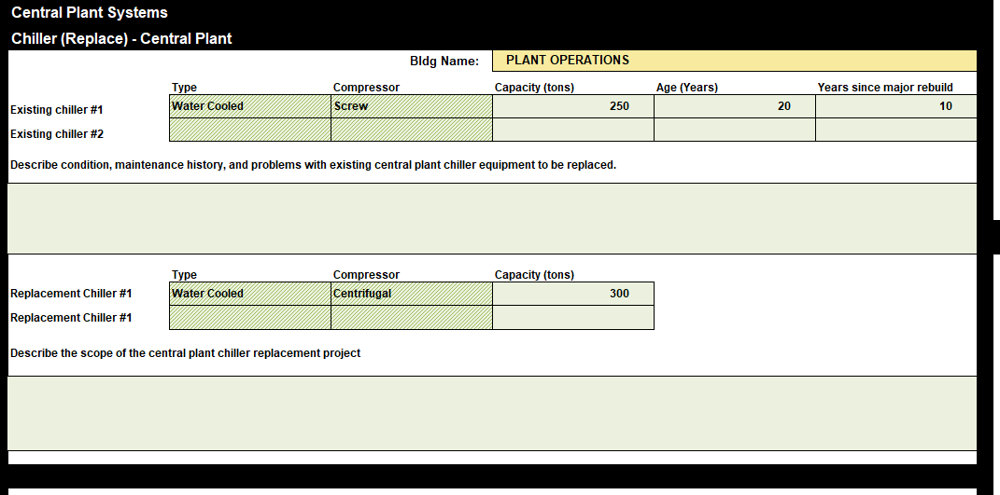 Central Plant Systems
Chiller (Replace) - Central Plant
Bldg Name: PLANT OPERATIONS
Type Compressor Capacity (tons) Age (Years) Years since major rebuild
Existing chiller #1 Water Cooled Screw 250 20 10
Existing chiller #2
Describe condition, maintenance history, and problems with existing central plant chiller equipment to be replaced.
Type Compressor Capacity (tons)
Replacement Chiller #1 Water Cooled Centrifugal 300
Replacement Chiller #1
Describe the scope of the central plant chiller replacement project